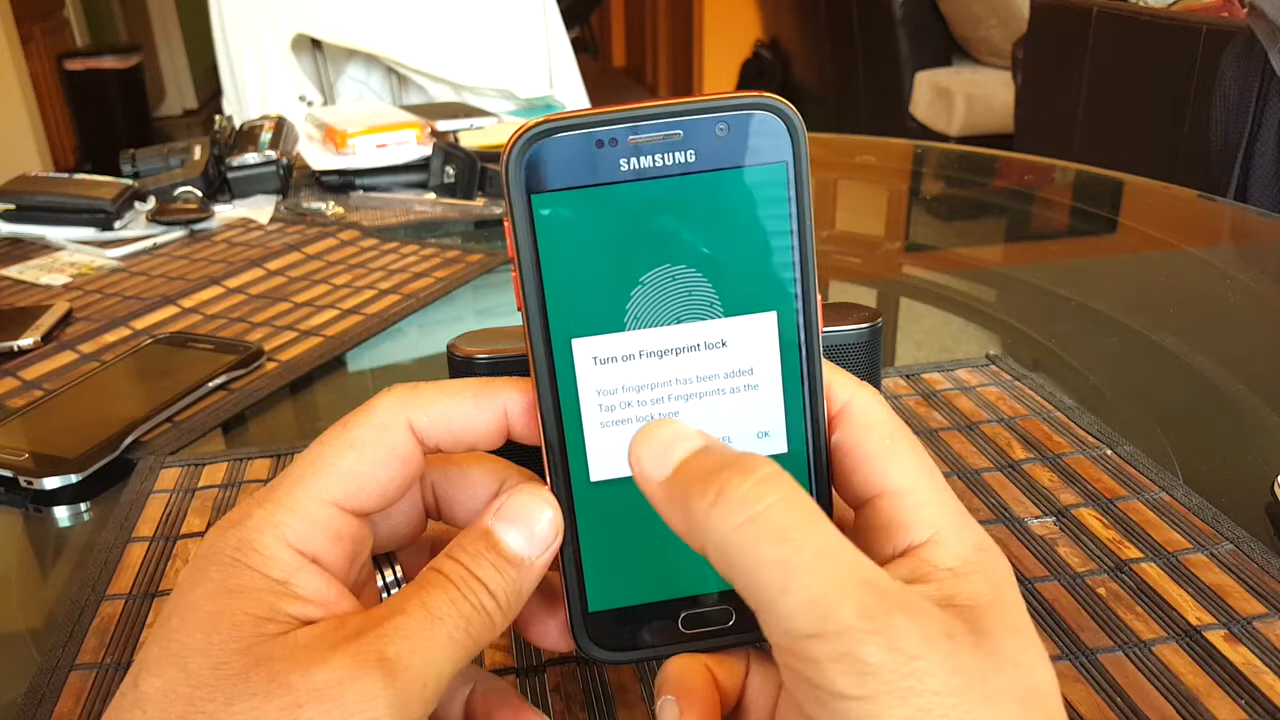 SAMSUNG
Turn on Fingerprint lock
Your fingerprint has been added
Tap OK to set Fingerprints as the
screen lock type
OK